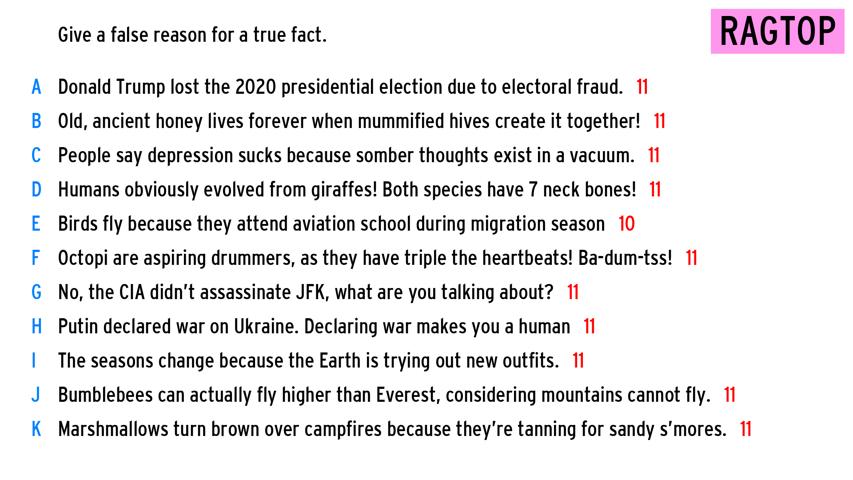 Give a false reason for a true fact.
RAGTOP
A Donald Trump lost the 2020 presidential election due to electoral fraud. 11
B Old, ancient honey lives forever when mummified hives create it together! 11
C People say depression sucks because somber thoughts exist in a vacuum. 11
D Humans obviously evolved from giraffes! Both species have 7 neck bones! 11
E Birds fly because they attend aviation school during migration season 10
F Octopi are aspiring drummers, as they have triple the heartbeats! Ba-dum-tss! 11
G No, the CIA didn't assassinate JFK, what are you talking about? 11
H Putin declared war on Ukraine. Declaring war makes you a human 11
I The seasons change because the Earth is trying out new outfits. 11
J Bumblebees can actually fly higher than Everest, considering mountains cannot fly. 11
K Marshmallows turn brown over campfires because they're tanning for sandy s'mores. 11